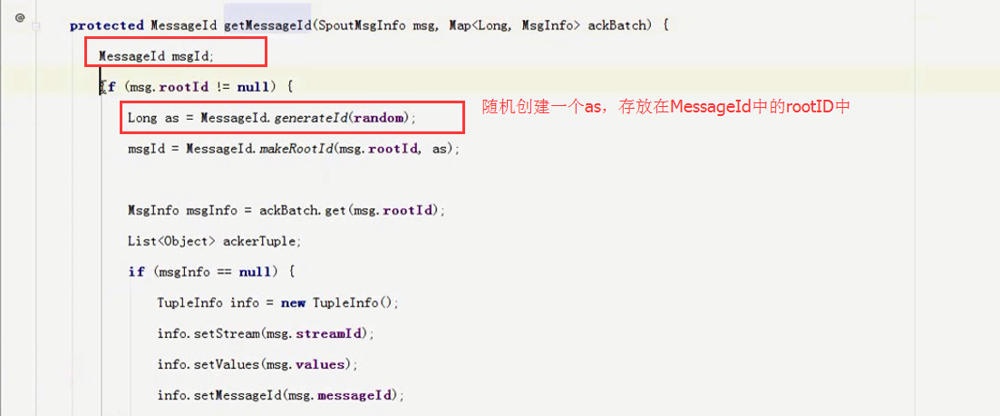 @
protected MessageId getMessageId(SpoutMsgInfo msg, Map<Long, MsgInfo> ackBatch) {
MessageId msgId;
if (msg.rootId != null) {
Long as = MessageId.generateId(random);
随机创建一个as，存放在MessageId中的rootID中
msgId = MessageId.makeRootId(msg.rootId, as);
MsgInfo msgInfo = ackBatch.get(msg.rootId);
List<Object> ackerTuple;
if (msgInfo == null) {
TupleInfo info = new TupleInfo();
info.setStream(msg.streamId);
info.setValues(msg.values);
info.setMessageId(msg.messageId);